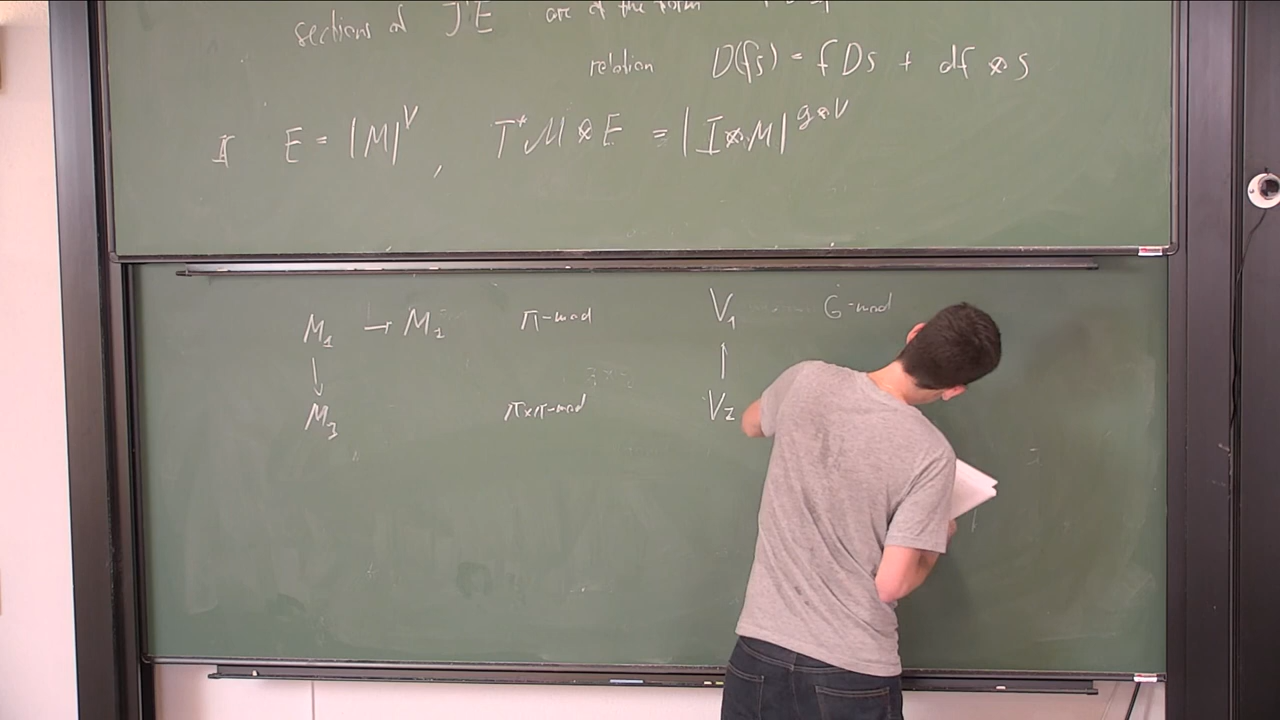 sections of J¹E are of the form
relation D(fs) = f Ds + df ⊗ s
If E = |M|^V , T*M ⊗ E = |I ⊗ M|^{g⊗V}
M₁ → M₂ π-mod V₁ G-mod
↓ ↑
M₃ π×π-mod V₂